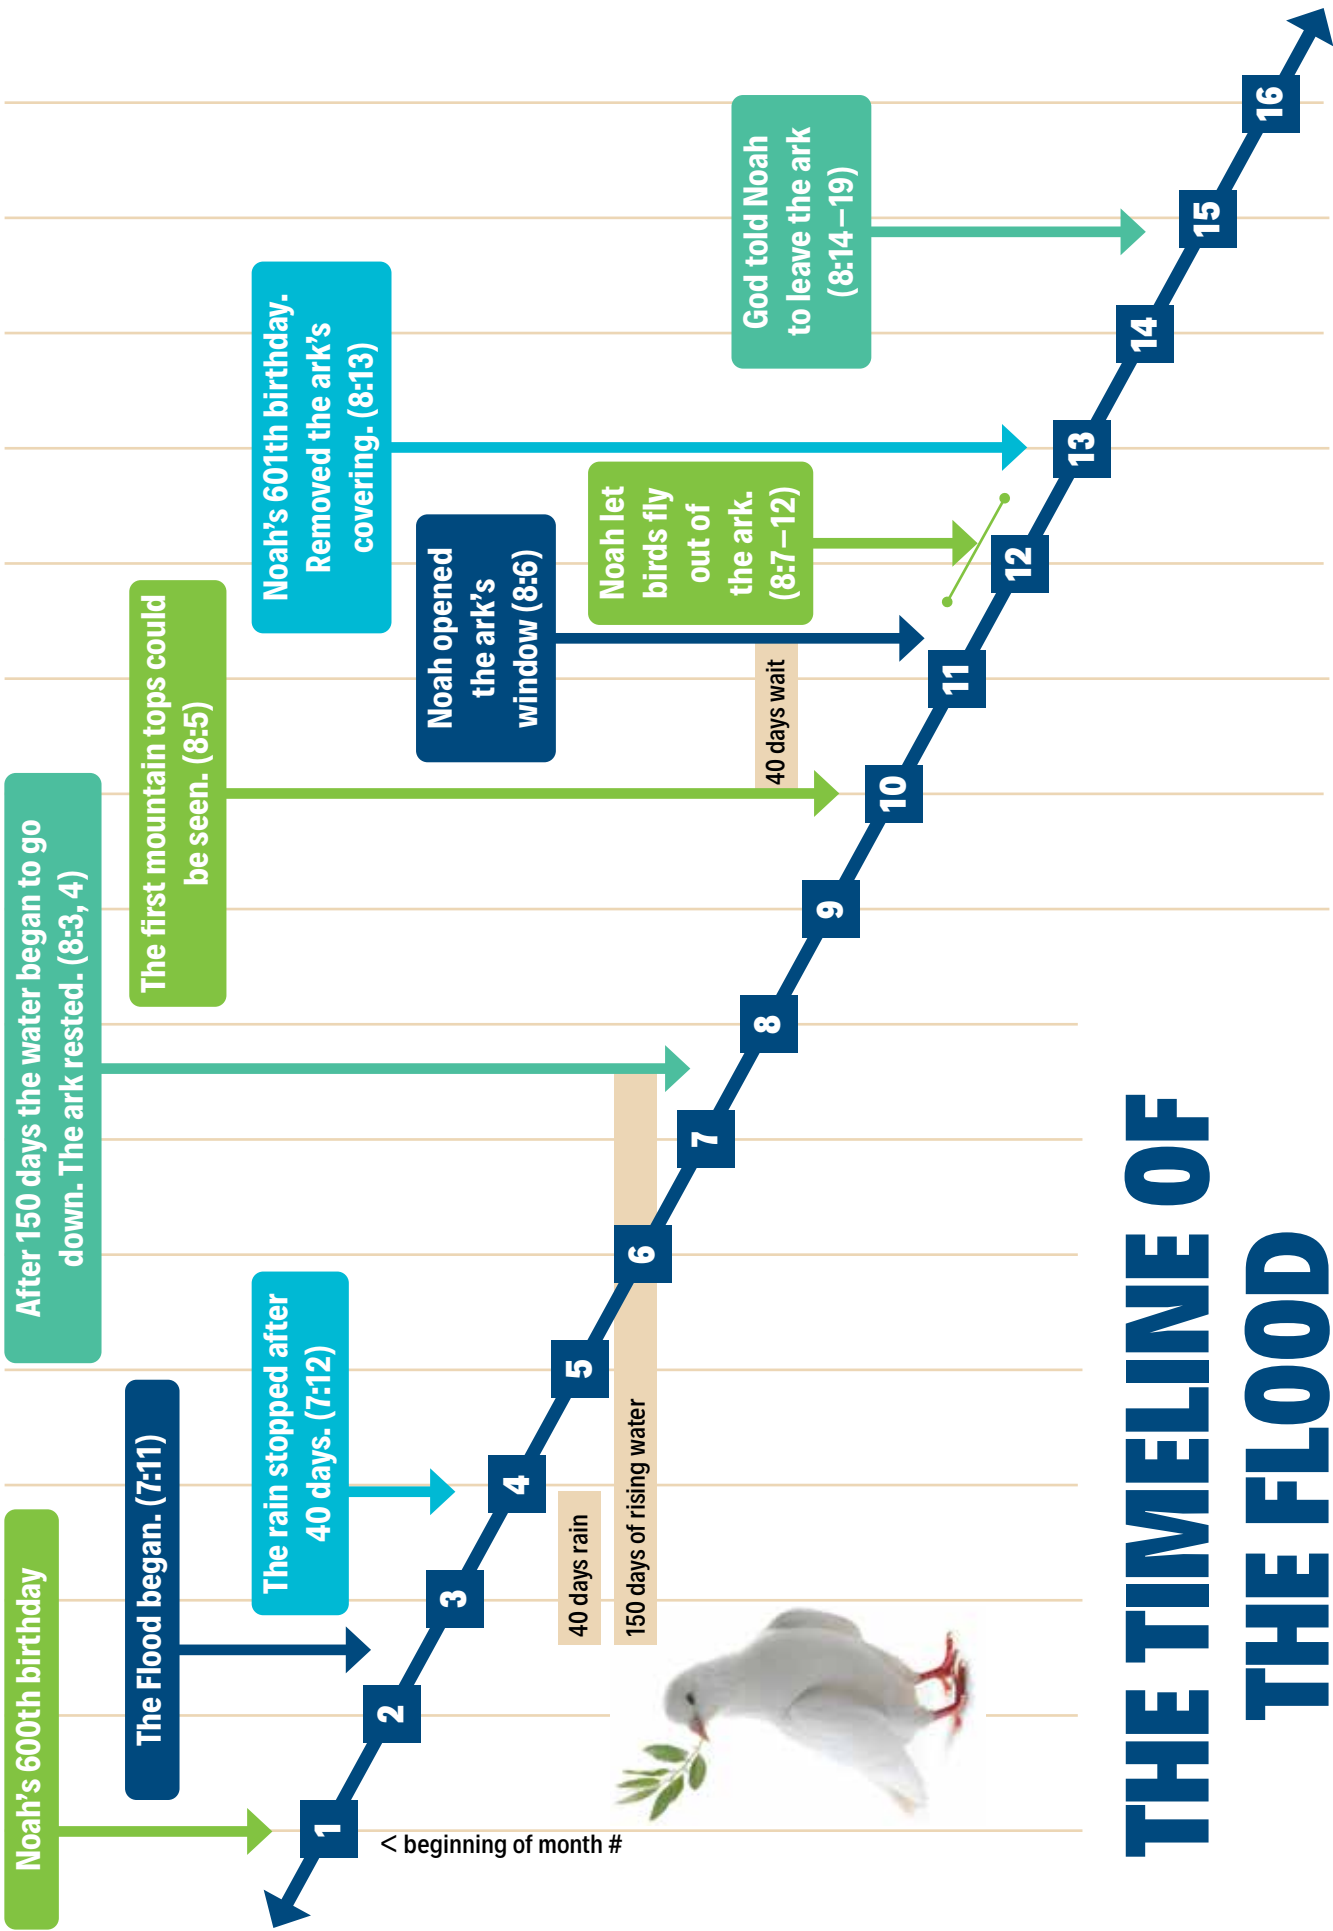 THE TIMELINE OF
THE FLOOD
Noah's 600th birthday
The Flood began. (7:11)
The rain stopped after
40 days. (7:12)
After 150 days the water began to go
down. The ark rested. (8:3, 4)
The first mountain tops could
be seen. (8:5)
Noah opened
the ark's
window (8:6)
Noah let
birds fly
out of
the ark.
(8:7–12)
Noah's 601th birthday.
Removed the ark's
covering. (8:13)
God told Noah
to leave the ark
(8:14–19)
40 days rain
150 days of rising water
40 days wait
1
2
3
4
5
6
7
8
9
10
11
12
13
14
15
16
< beginning of month #